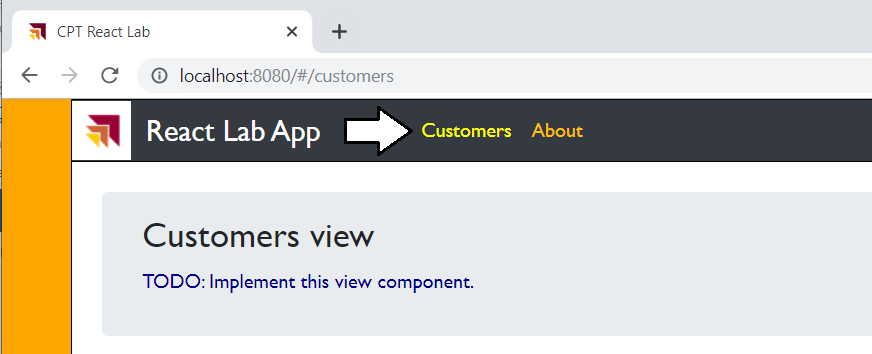 CPT React Lab
localhost:8080/#/customers
React Lab App Customers About
Customers view
TODO: Implement this view component.